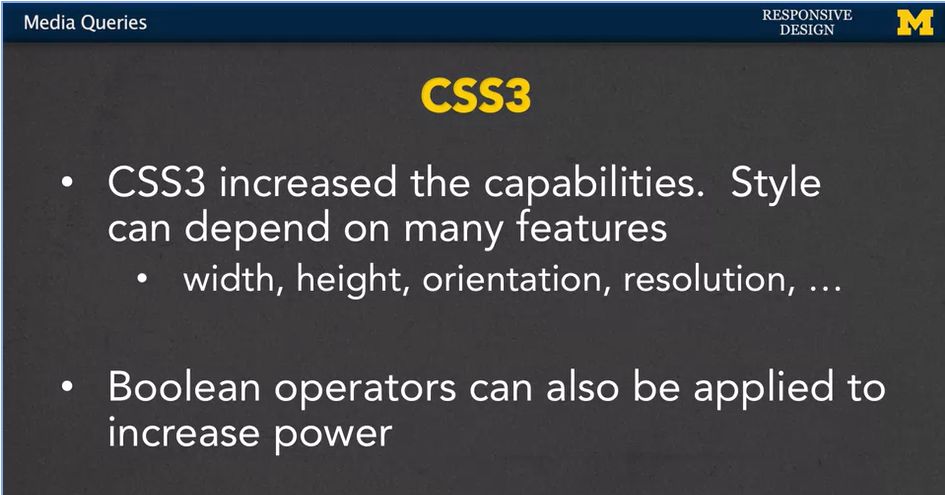 Media Queries
RESPONSIVE
DESIGN
M
CSS3
• CSS3 increased the capabilities. Style
can depend on many features
• width, height, orientation, resolution, …
• Boolean operators can also be applied to
increase power